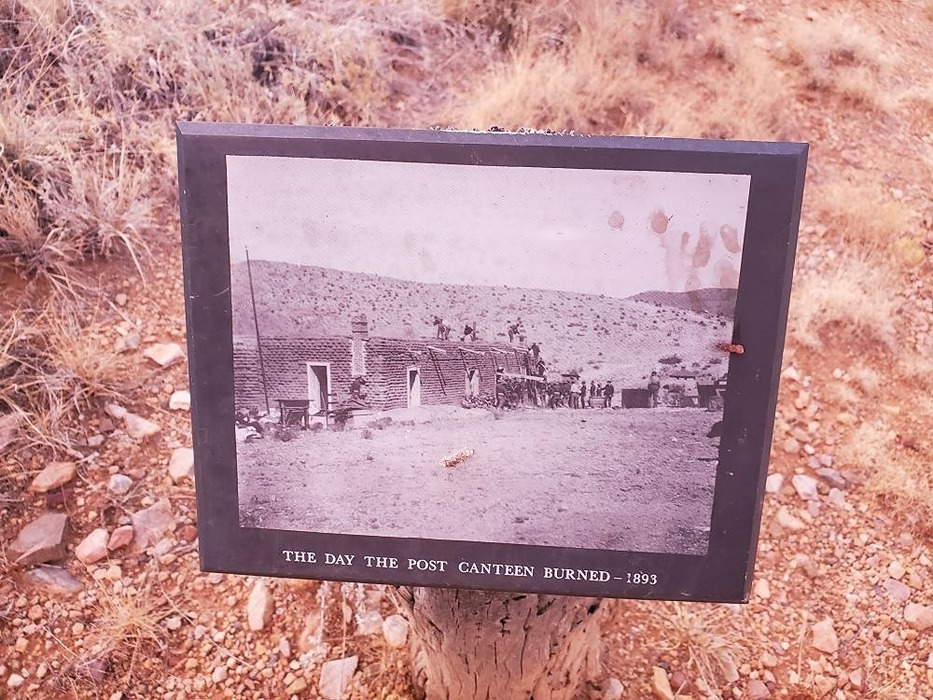 THE DAY THE POST CANTEEN BURNED – 1893